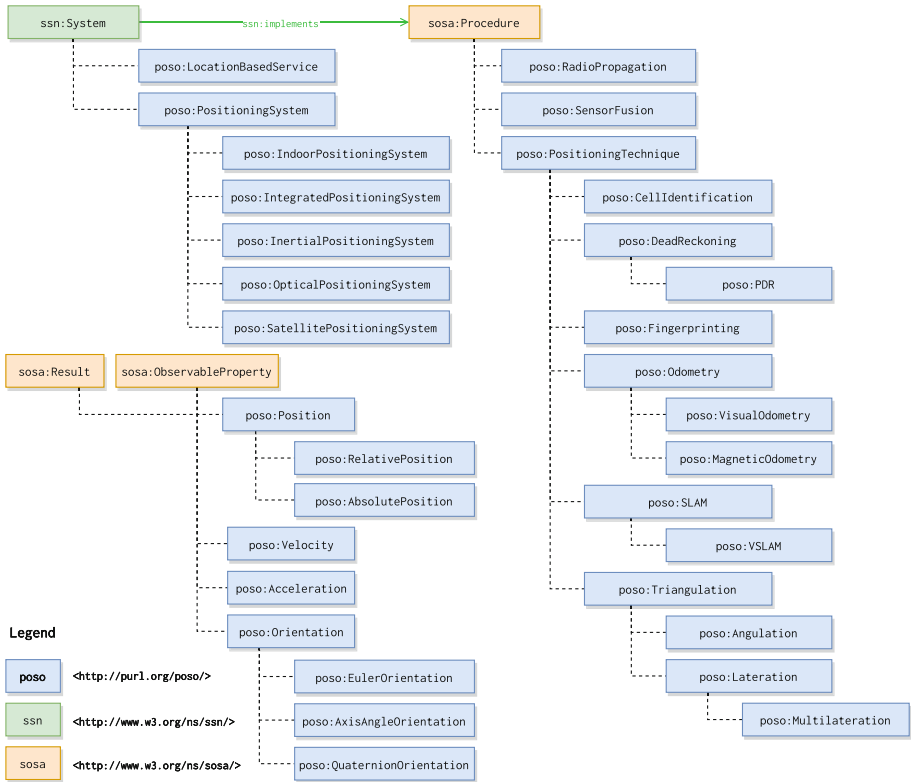 ssn:System
ssn:implements
sosa:Procedure
poso:LocationBasedService
poso:PositioningSystem
poso:IndoorPositioningSystem
poso:IntegratedPositioningSystem
poso:InertialPositioningSystem
poso:OpticalPositioningSystem
poso:SatellitePositioningSystem
poso:RadioPropagation
poso:SensorFusion
poso:PositioningTechnique
poso:CellIdentification
poso:DeadReckoning
poso:PDR
poso:Fingerprinting
poso:Odometry
poso:VisualOdometry
poso:MagneticOdometry
poso:SLAM
poso:VSLAM
poso:Triangulation
poso:Angulation
poso:Lateration
poso:Multilateration
sosa:Result
sosa:ObservableProperty
poso:Position
poso:RelativePosition
poso:AbsolutePosition
poso:Velocity
poso:Acceleration
poso:Orientation
poso:EulerOrientation
poso:AxisAngleOrientation
poso:QuaternionOrientation
Legend
poso <http://purl.org/poso/>
ssn <http://www.w3.org/ns/ssn/>
sosa <http://www.w3.org/ns/sosa/>